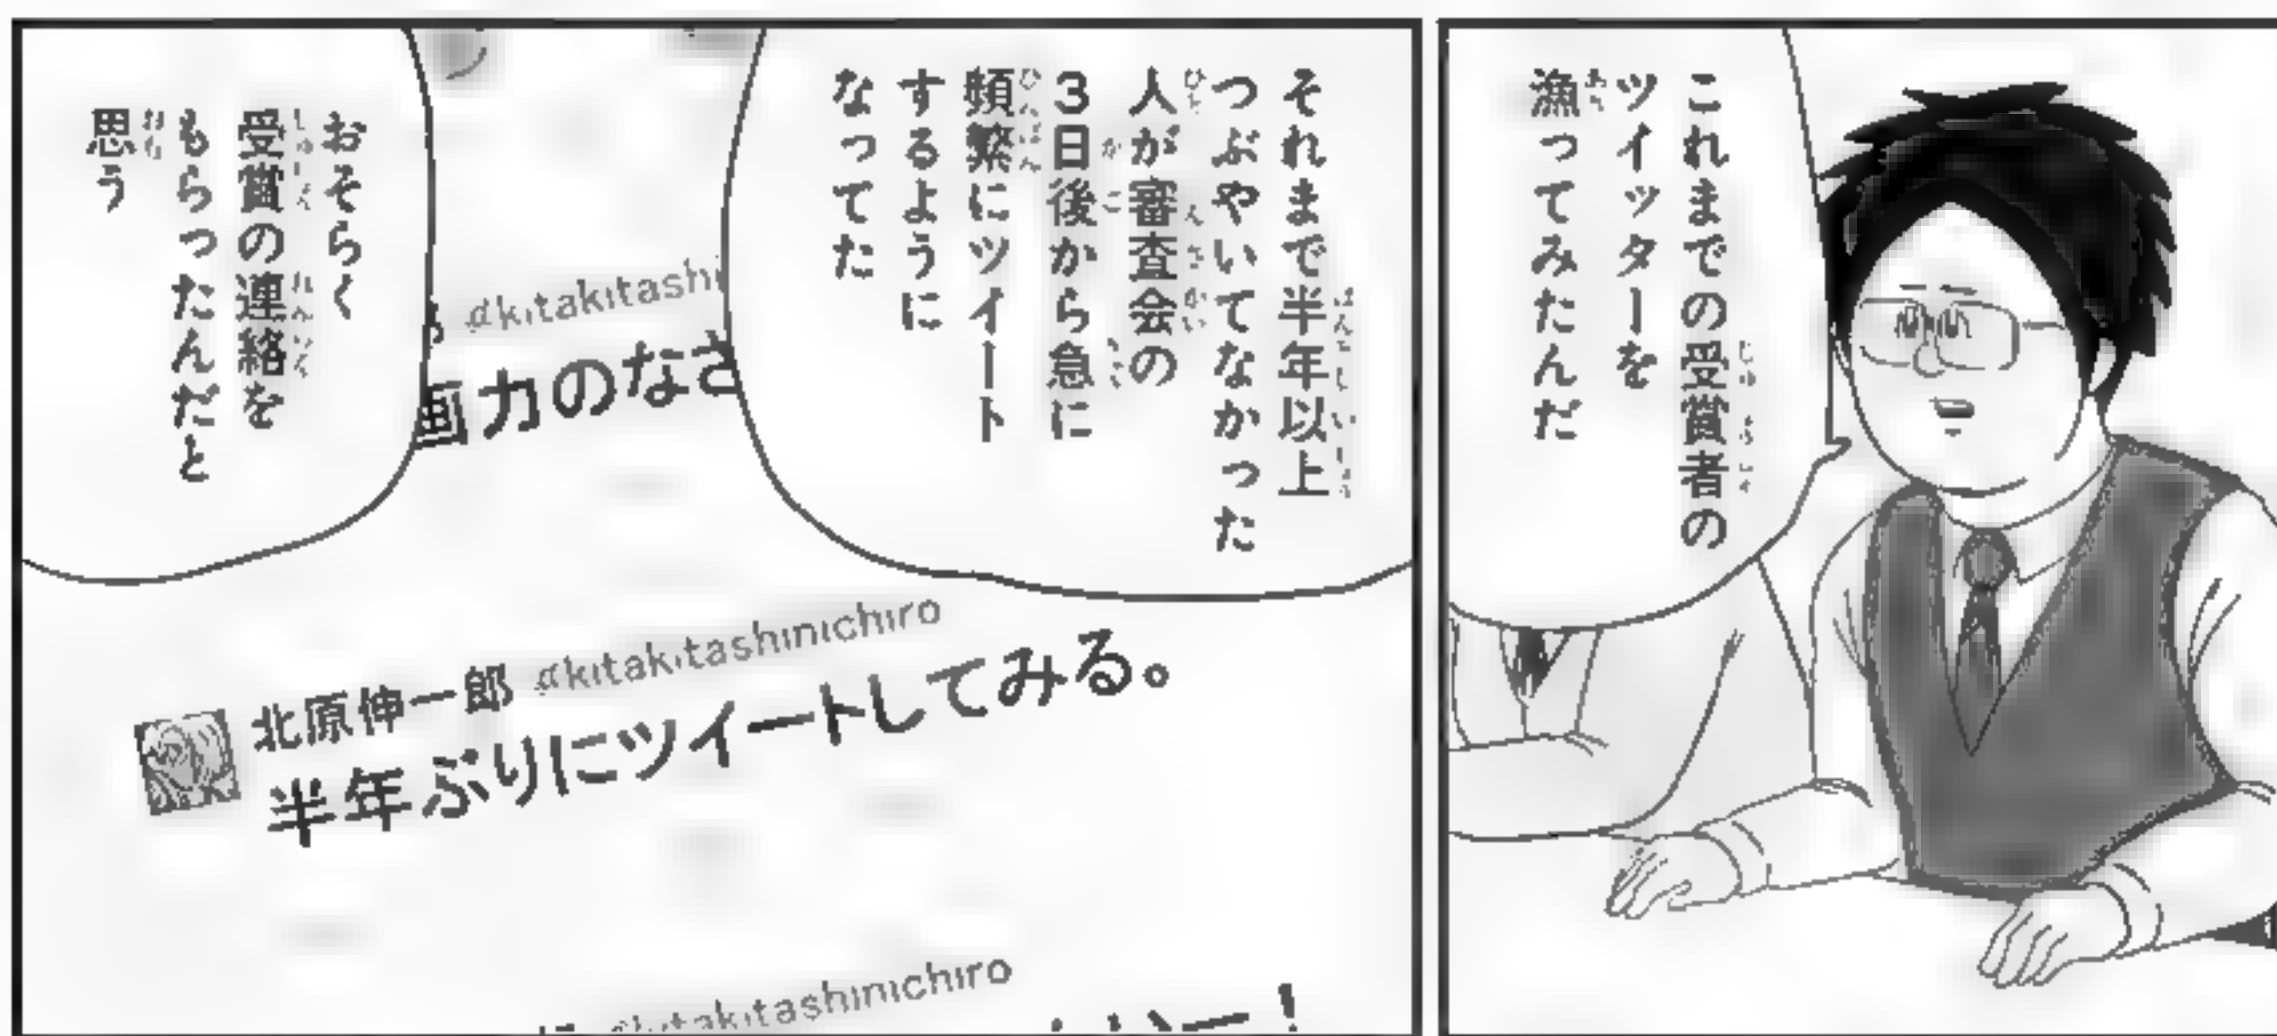 これまでの受賞者の
ツイッターを
漁ってみたんだ
それまで半年以上
つぶやいてなかった
人が審査会の
3日後から急に
頻繁にツイート
するように
なってた
おそらく
受賞の連絡を
もらったんだと
思う
@kitakitashi
画力のなさ
北原伸一郎 @kitakitashinichiro
半年ぶりにツイートしてみる。
@kitakitashinichiro